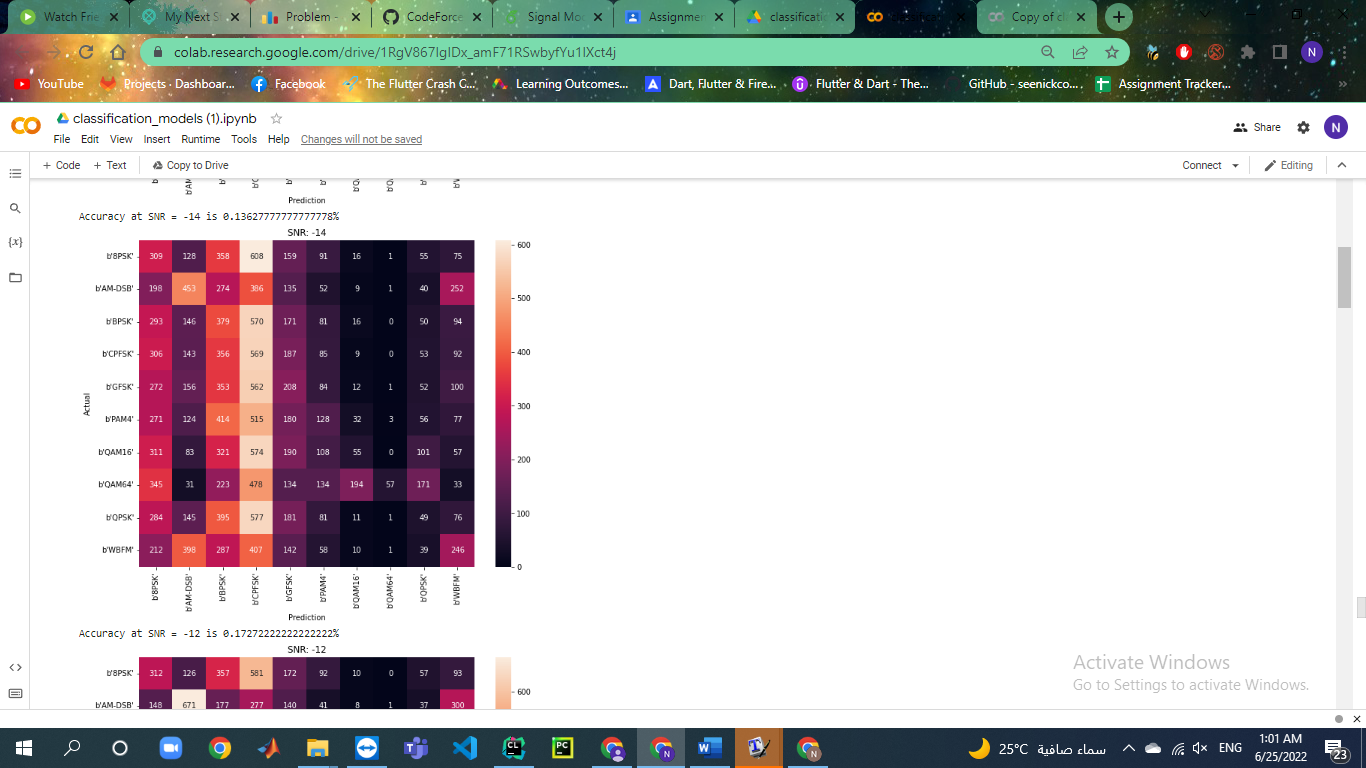 Watch Frie
My Next S
Problem -
CodeForce
Signal Mo
Assignmen
classificatio
Copy of cl
colab.research.google.com/drive/1RgV867IgIDx_amF71RSwbyfYu1IXct4j
YouTube Projects · Dashboar... Facebook The Flutter Crash C... Learning Outcomes... Dart, Flutter & Fire... Flutter & Dart - The... GitHub - seenickco... Assignment Tracker...
classification_models (1).ipynb
File Edit View Insert Runtime Tools Help Changes will not be saved
Share N
+ Code + Text Copy to Drive Connect Editing
Prediction
Accuracy at SNR = -14 is 0.13627777777777778%
SNR: -14
b'8PSK' 309 128 358 608 159 91 16 1 55 75
b'AM-DSB' 198 453 274 386 135 52 9 1 40 252
b'BPSK' 293 146 379 570 171 81 16 0 50 94
b'CPFSK' 306 143 356 569 187 85 9 0 53 92
b'GFSK' 272 156 353 562 208 84 12 1 52 100
b'PAM4' 271 124 414 515 180 128 32 3 56 77
b'QAM16' 311 83 321 574 190 108 55 0 101 57
b'QAM64' 345 31 223 478 134 134 194 57 171 33
b'QPSK' 284 145 395 577 181 81 11 1 49 76
b'WBFM' 212 398 287 407 142 58 10 1 39 246
Actual
600
500
400
300
200
100
0
b'8PSK' b'AM-DSB' b'BPSK' b'CPFSK' b'GFSK' b'PAM4' b'QAM16' b'QAM64' b'QPSK' b'WBFM'
Prediction
Accuracy at SNR = -12 is 0.17272222222222222%
SNR: -12
b'8PSK' 312 126 357 581 172 92 10 0 57 93
b'AM-DSB' 148 671 177 277 140 41 8 1 37 300
600
Activate Windows
Go to Settings to activate Windows.
25°C سماء صافية ENG
1:01 AM
6/25/2022
23